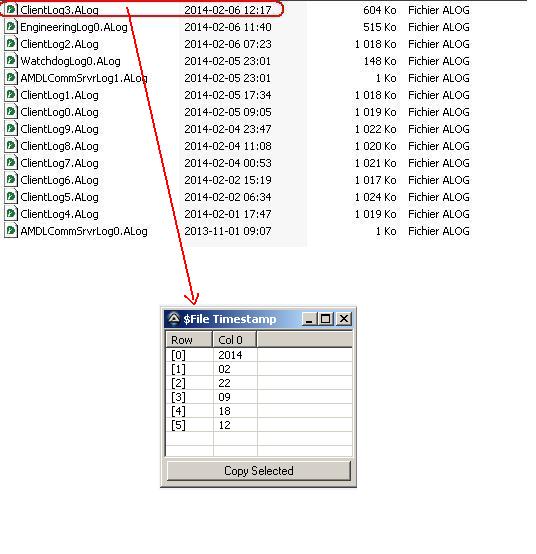 ClientLog3.ALog 2014-02-06 12:17 604 Ko Fichier ALOG
EngineeringLog0.ALog 2014-02-06 11:40 515 Ko Fichier ALOG
ClientLog2.ALog 2014-02-06 07:23 1 018 Ko Fichier ALOG
WatchdogLog0.ALog 2014-02-05 23:01 148 Ko Fichier ALOG
AMDLCommSrvrLog1.ALog 2014-02-05 23:01 1 Ko Fichier ALOG
ClientLog1.ALog 2014-02-05 17:34 1 018 Ko Fichier ALOG
ClientLog0.ALog 2014-02-05 09:05 1 019 Ko Fichier ALOG
ClientLog9.ALog 2014-02-04 23:47 1 022 Ko Fichier ALOG
ClientLog8.ALog 2014-02-04 11:08 1 020 Ko Fichier ALOG
ClientLog7.ALog 2014-02-04 00:53 1 021 Ko Fichier ALOG
ClientLog6.ALog 2014-02-02 15:19 1 017 Ko Fichier ALOG
ClientLog5.ALog 2014-02-02 06:34 1 024 Ko Fichier ALOG
ClientLog4.ALog 2014-02-01 17:47 1 019 Ko Fichier ALOG
AMDLCommSrvrLog0.ALog 2013-11-01 09:07 1 Ko Fichier ALOG
$File Timestamp
Row Col 0
[0] 2014
[1] 02
[2] 22
[3] 09
[4] 18
[5] 12
Copy Selected